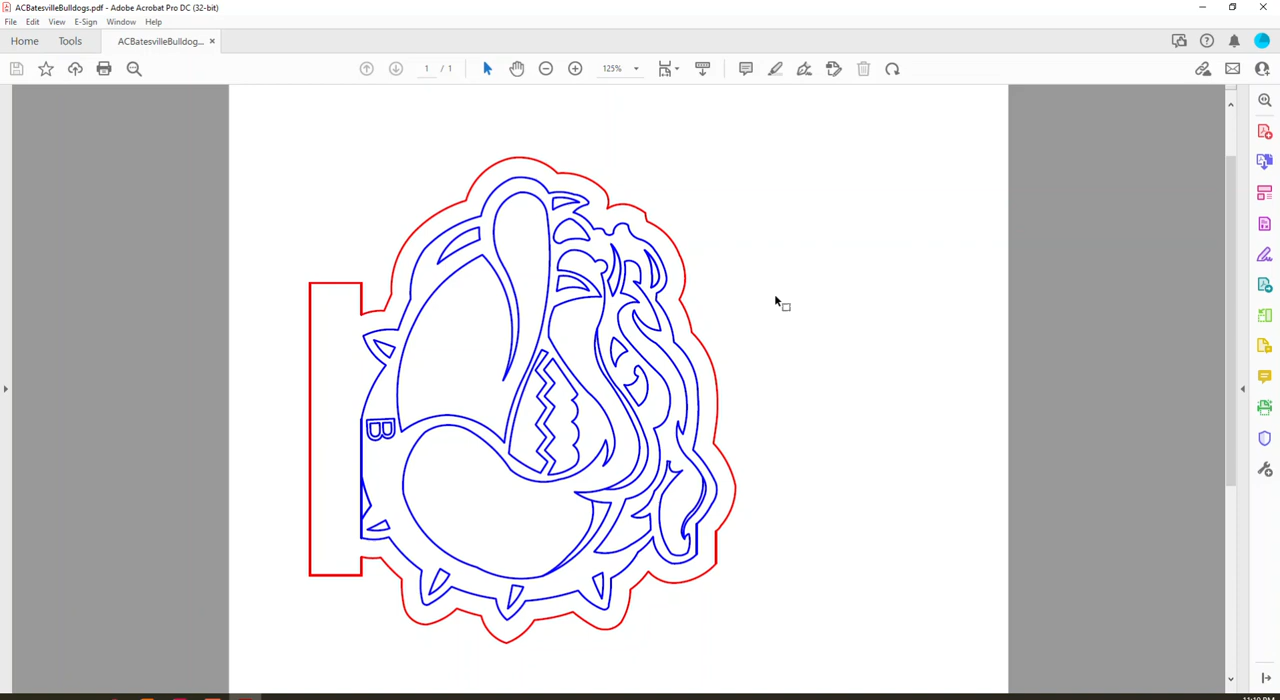 ACBatesvilleBulldogs.pdf - Adobe Acrobat Pro DC (32-bit)
File Edit View E-Sign Window Help
Home Tools ACBatesvilleBulldog... ×
1 / 1 125%
B